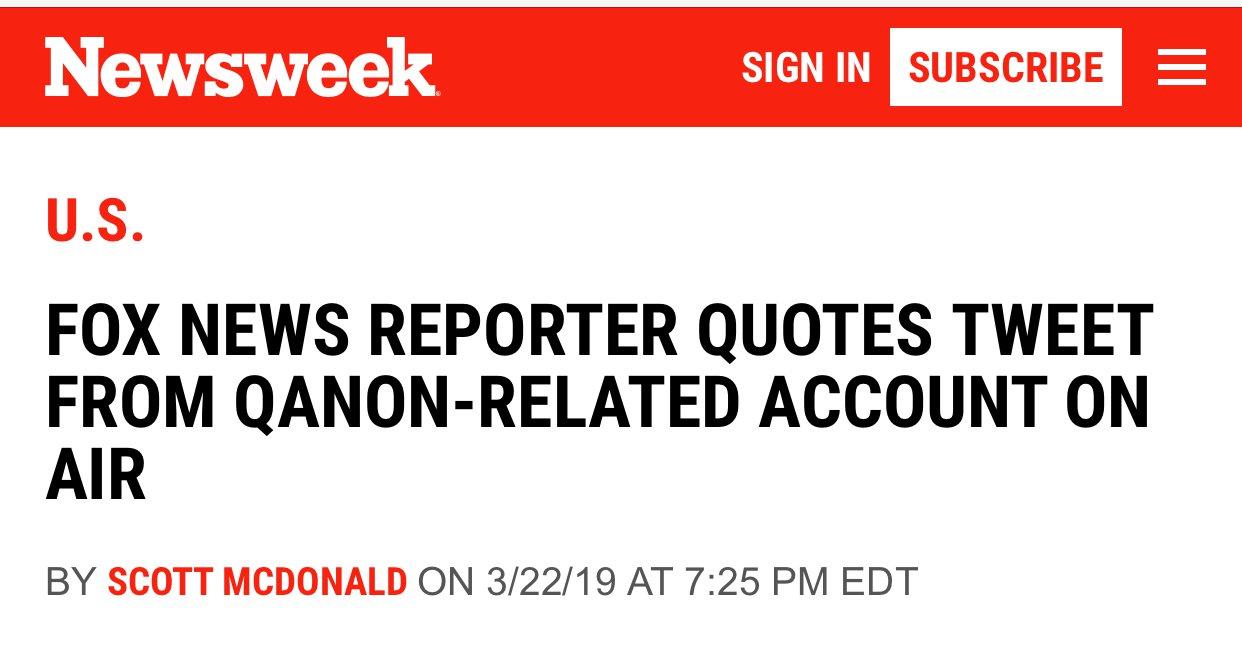 Newsweek
SIGN IN SUBSCRIBE
U.S.
FOX NEWS REPORTER QUOTES TWEET
FROM QANON-RELATED ACCOUNT ON
AIR
BY SCOTT MCDONALD ON 3/22/19 AT 7:25 PM EDT